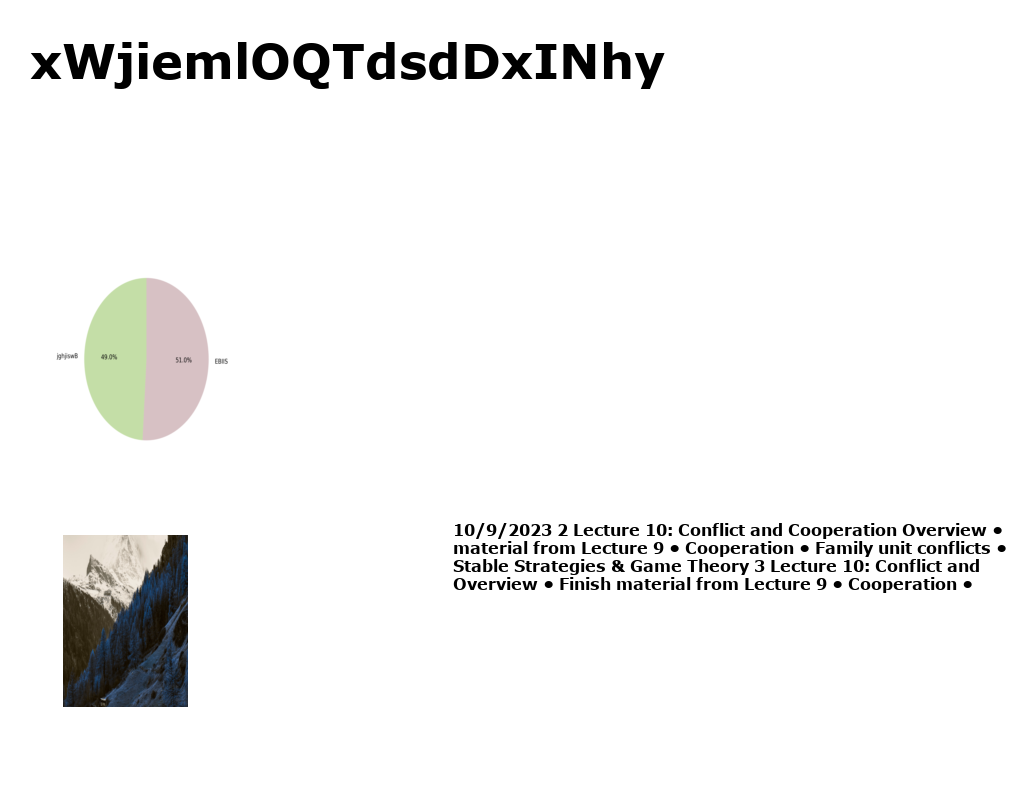 xWjiemlOQTdsdDxINhy
jghjiswB
49.0%
51.0%
10/9/2023 2 Lecture 10: Conflict and Cooperation Overview •
material from Lecture 9 • Cooperation • Family unit conflicts •
Stable Strategies & Game Theory 3 Lecture 10: Conflict and
Overview • Finish material from Lecture 9 • Cooperation •